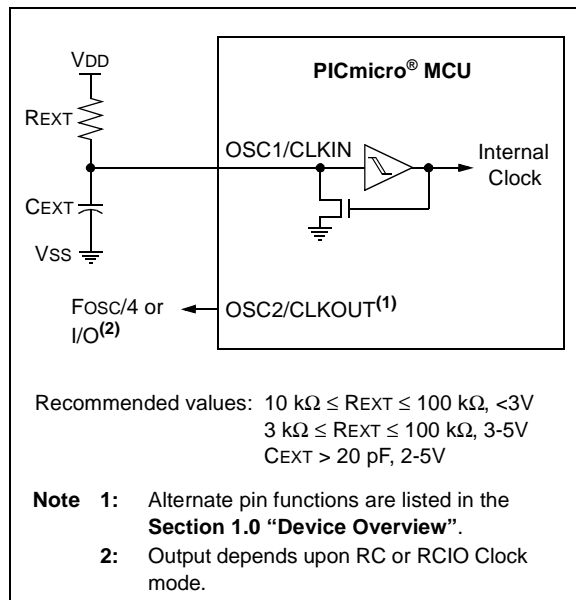 VDD
PICmicro® MCU
REXT
OSC1/CLKIN
Internal
Clock
CEXT
VSS
FOSC/4 or
I/O(2)
OSC2/CLKOUT(1)
Recommended values: 10 kΩ ≤ REXT ≤ 100 kΩ, <3V
3 kΩ ≤ REXT ≤ 100 kΩ, 3-5V
CEXT > 20 pF, 2-5V
Note 1: Alternate pin functions are listed in the
Section 1.0 “Device Overview”.
2: Output depends upon RC or RCIO Clock
mode.